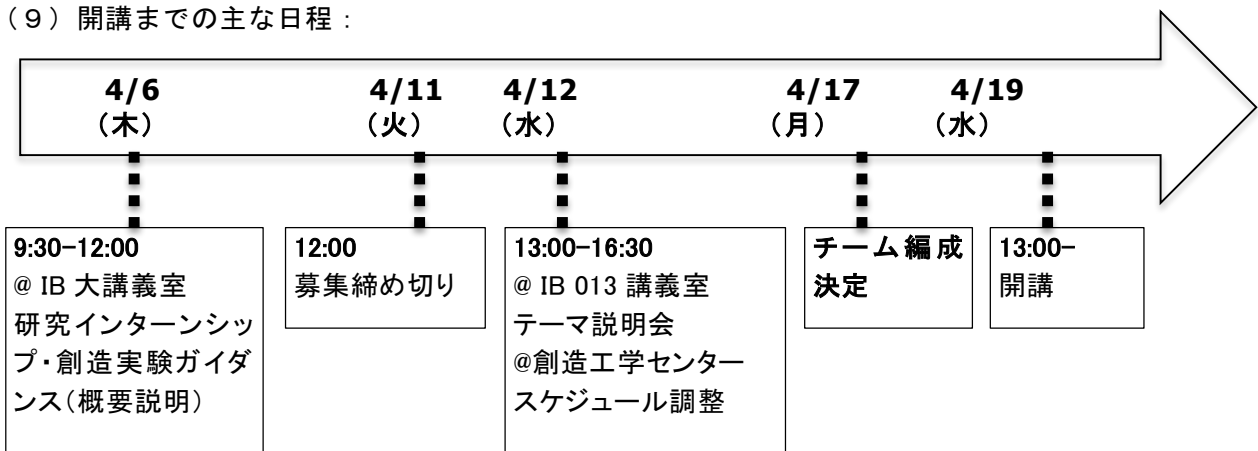 （９）開講までの主な日程：
4/6 4/11 4/12 4/17 4/19
（木） （火） （水） （月） （水）
9:30-12:00
@ IB 大講義室
研究インターンシッ
プ・創造実験ガイダ
ンス（概要説明）
12:00
募集締め切り
13:00-16:30
@ IB 013 講義室
テーマ説明会
@創造工学センター
スケジュール調整
チーム編成
決定
13:00-
開講